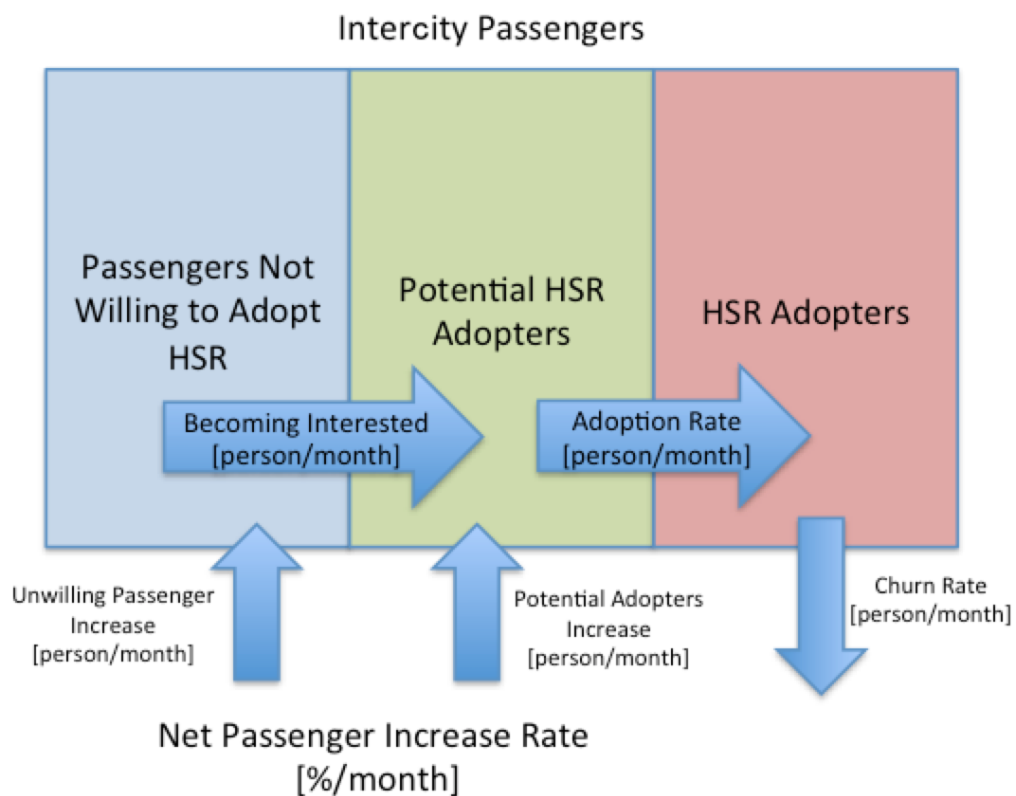 Intercity Passengers
Passengers Not
Willing to Adopt
HSR
Potential HSR
Adopters
HSR Adopters
Becoming Interested
[person/month]
Adoption Rate
[person/month]
Unwilling Passenger
Increase
[person/month]
Potential Adopters
Increase
[person/month]
Churn Rate
[person/month]
Net Passenger Increase Rate
[%/month]